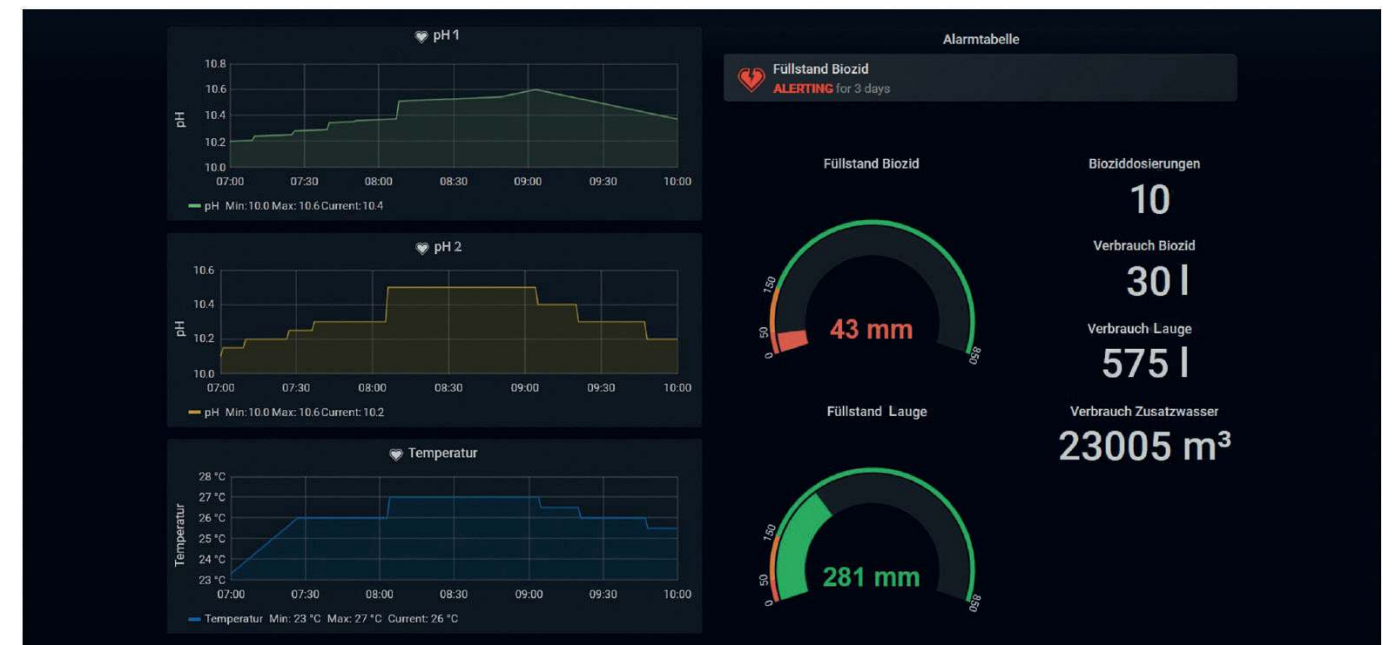 pH 1
10.8
10.6
10.4
10.2
10.0
pH
07:00 07:30 08:00 08:30 09:00 09:30 10:00
pH Min: 10.0 Max: 10.6 Current: 10.4
pH 2
10.6
10.4
10.2
10.0
pH
07:00 07:30 08:00 08:30 09:00 09:30 10:00
pH Min: 10.0 Max: 10.6 Current: 10.2
Temperatur
28 °C
27 °C
26 °C
25 °C
24 °C
23 °C
Temperatur
07:00 07:30 08:00 08:30 09:00 09:30 10:00
Temperatur Min: 23 °C Max: 27 °C Current: 26 °C
Alarmtabelle
Füllstand Biozid
ALERTING for 3 days
Füllstand Biozid
0 50 150 850
43 mm
Füllstand Lauge
0 50 150 850
281 mm
Bioziddosierungen
10
Verbrauch Biozid
30 l
Verbrauch Lauge
575 l
Verbrauch Zusatzwasser
23005 m³